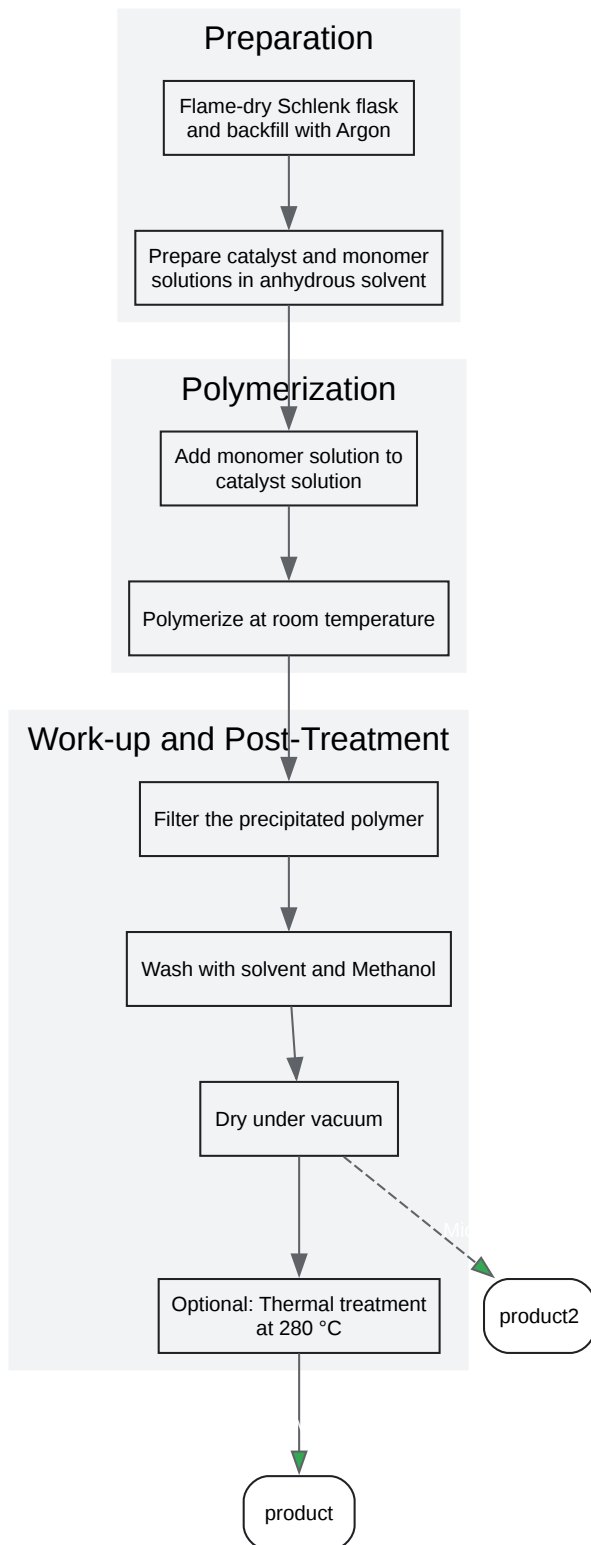 Preparation
Flame-dry Schlenk flask
and backfill with Argon
Prepare catalyst and monomer
solutions in anhydrous solvent
Polymerization
Add monomer solution to
catalyst solution
Polymerize at room temperature
Work-up and Post-Treatment
Filter the precipitated polymer
Wash with solvent and Methanol
Dry under vacuum
Optional: Thermal treatment
at 280 °C
product2
product